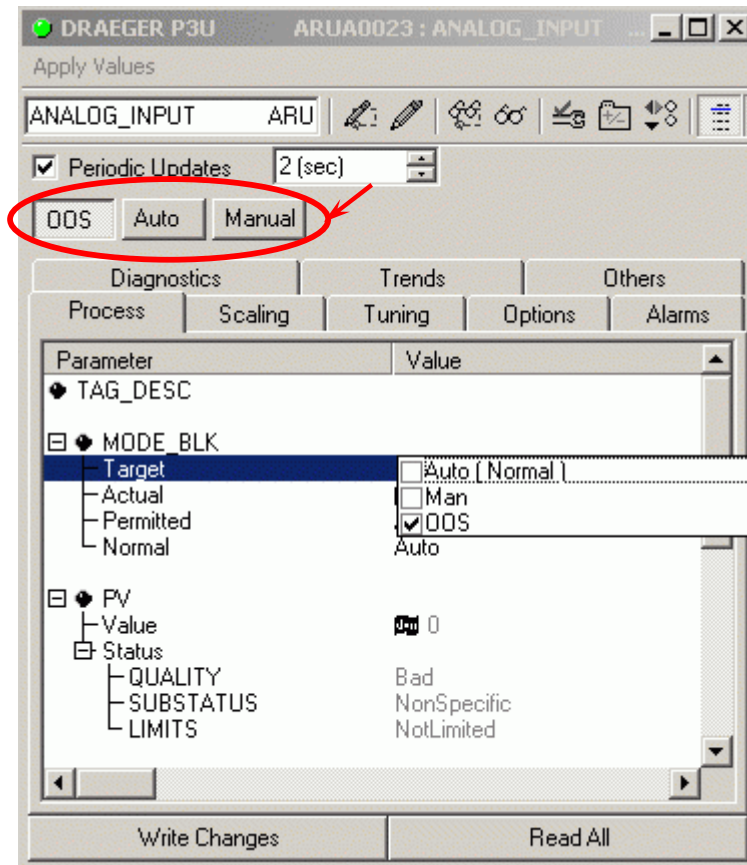 DRAEGER P3U ARUA0023 : ANALOG_INPUT ...
Apply Values
ANALOG_INPUT ARU
Periodic Updates 2 (sec)
OOS Auto Manual
Diagnostics Trends Others
Process Scaling Tuning Options Alarms
Parameter Value
TAG_DESC
MODE_BLK
Target Auto ( Normal )
Actual Man
Permitted OOS
Normal Auto
PV
Value 0
Status
QUALITY Bad
SUBSTATUS NonSpecific
LIMITS NotLimited
Write Changes Read All